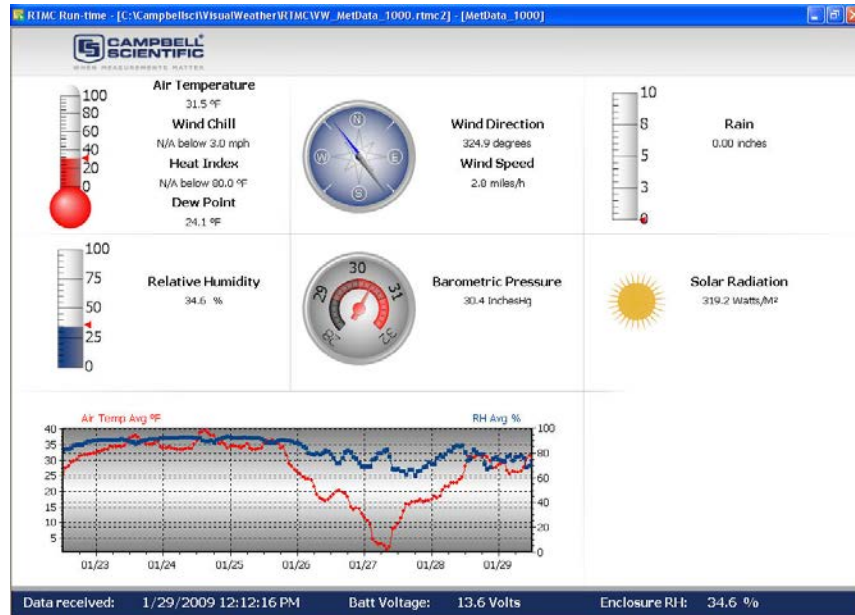 RTMC Run-time - [C:\Campbellsci\VisualWeather\RTMC\VW_MetData_1000.rtmc2] - [MetData_1000]
CAMPBELL
SCIENTIFIC
WHEN MEASUREMENTS MATTER
100
80
60
40
20
0
Air Temperature
31.5 ºF
Wind Chill
N/A below 3.0 mph
Heat Index
N/A below 80.0 ºF
Dew Point
24.1 ºF
N
W
E
S
Wind Direction
324.9 degrees
Wind Speed
2.0 miles/h
10
8
5
3
0
Rain
0.00 inches
100
75
50
25
0
Relative Humidity
34.6 %
28
29
30
31
32
Barometric Pressure
30.4 InchesHg
Solar Radiation
319.2 Watts/M²
Air Temp Avg ºF
RH Avg %
40
35
30
25
20
15
10
5
100
80
60
40
20
0
01/23 01/24 01/25 01/26 01/27 01/28 01/29
Data received: 1/29/2009 12:12:16 PM Batt Voltage: 13.6 Volts Enclosure RH: 34.6 %